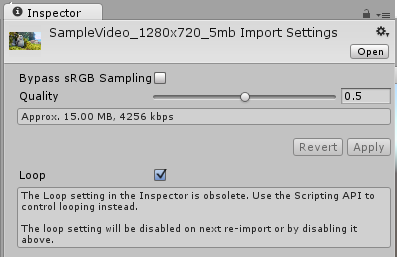 Inspector
SampleVideo_1280x720_5mb Import Settings
Open
Bypass sRGB Sampling
Quality 0.5
Approx. 15.00 MB, 4256 kbps
Revert Apply
Loop
The Loop setting in the Inspector is obsolete. Use the Scripting API to
control looping instead.
The loop setting will be disabled on next re-import or by disabling it
above.